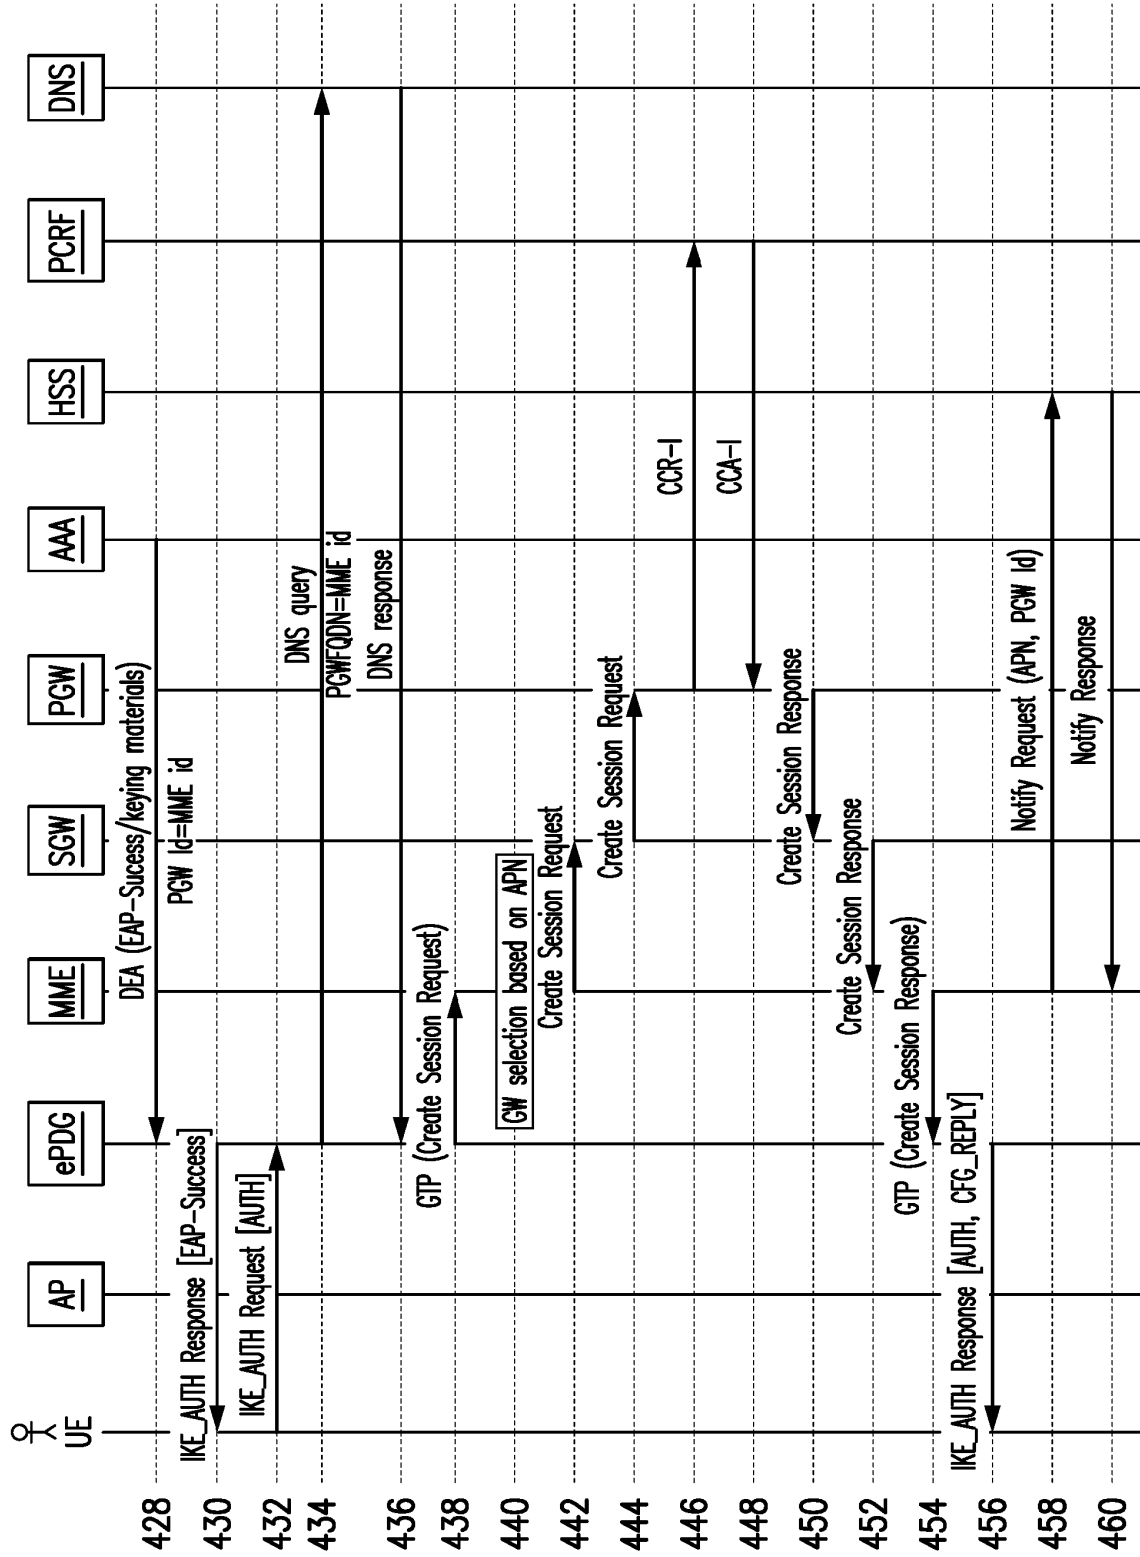 UE
AP
ePDG
MME
SGW
PGW
AAA
HSS
PCRF
DNS
428
DEA (EAP-Sucess/keying materials)
PGW Id=MME id
430
IKE_AUTH Response [EAP-Success]
432
IKE_AUTH Request [AUTH]
434
DNS query
PGWFQDN=MME id
436
DNS response
438
GTP (Create Session Request)
440
GW selection based on APN
442
Create Session Request
444
Create Session Request
446
CCR-I
448
CCA-I
450
Create Session Response
452
Create Session Response
454
GTP (Create Session Response)
456
IKE_AUTH Response [AUTH, CFG_REPLY]
458
Notify Request (APN, PGW Id)
460
Notify Response